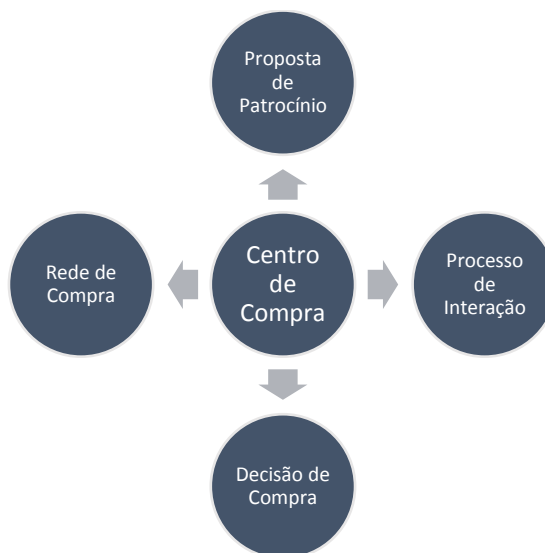 Proposta
de
Patrocínio
Rede de
Compra
Centro
de
Compra
Processo
de
Interação
Decisão de
Compra